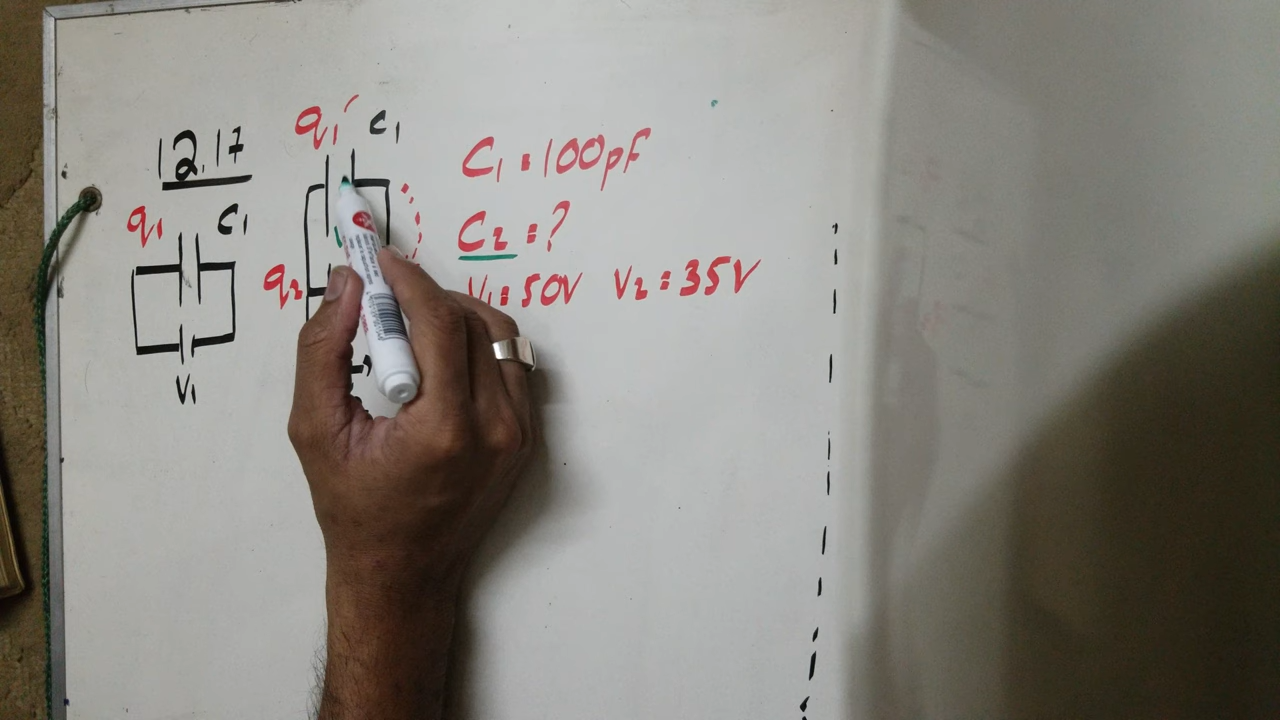 12.17
q₁ C₁
V₁
q₁′ C₁
q₂
C₁ = 100pF
C₂ = ?
V₁ = 50V V₂ = 35V